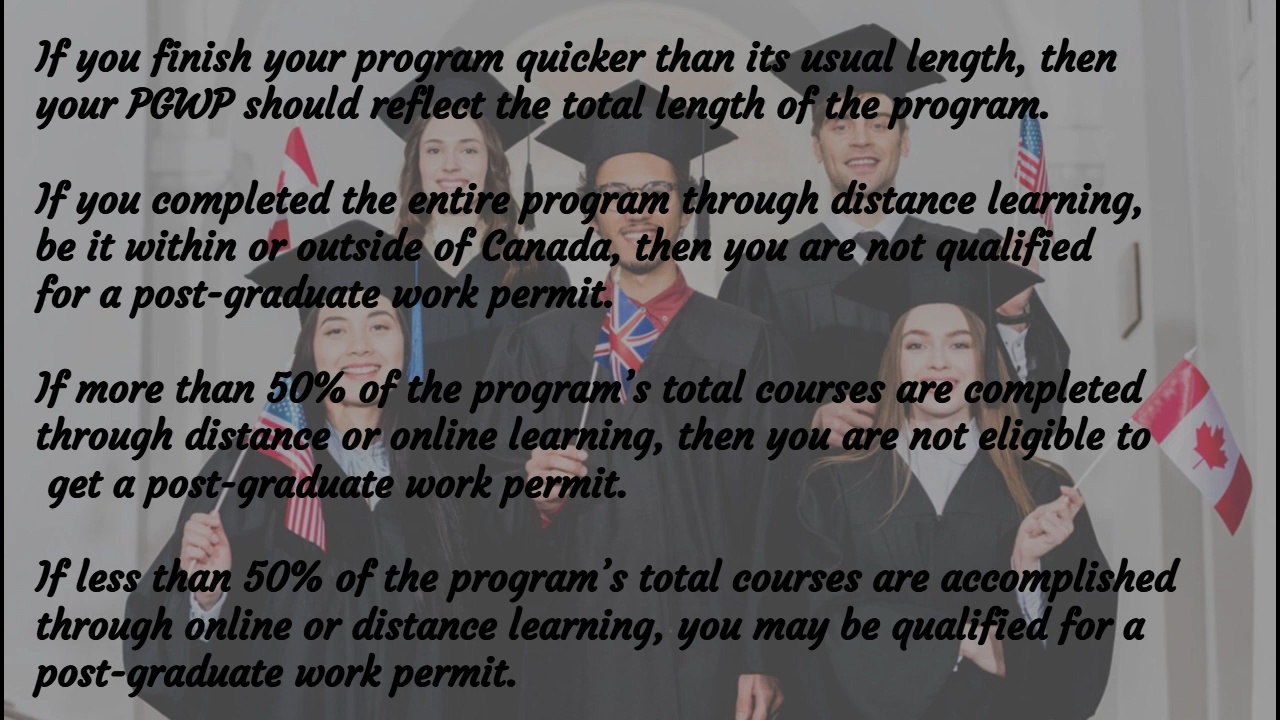 If you finish your program quicker than its usual length, then
your PGWP should reflect the total length of the program.
If you completed the entire program through distance learning,
be it within or outside of Canada, then you are not qualified
for a post-graduate work permit.
If more than 50% of the program's total courses are completed
through distance or online learning, then you are not eligible to
get a post-graduate work permit.
If less than 50% of the program's total courses are accomplished
through online or distance learning, you may be qualified for a
post-graduate work permit.